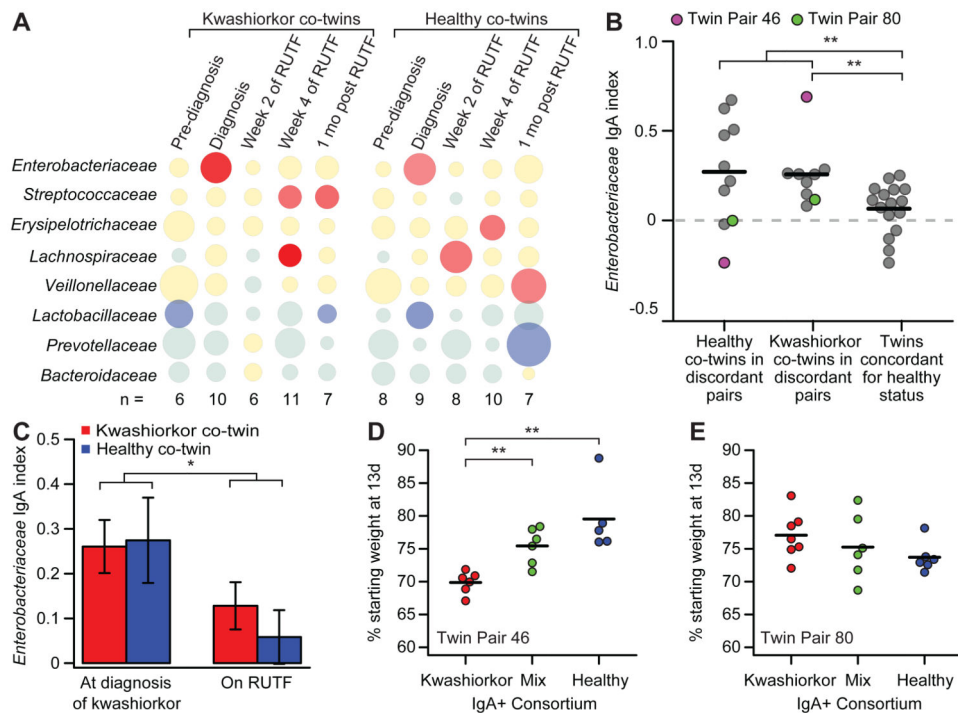 A
Kwashiorkor co-twins
Healthy co-twins
Pre-diagnosis
Diagnosis
Week 2 of RUTF
Week 4 of RUTF
1 mo post RUTF
Pre-diagnosis
Diagnosis
Week 2 of RUTF
Week 4 of RUTF
1 mo post RUTF
Enterobacteriaceae
Streptococcaceae
Erysipelotrichaceae
Lachnospiraceae
Veillonellaceae
Lactobacillaceae
Prevotellaceae
Bacteroidaceae
n = 6 10 6 11 7 8 9 8 10 7
B
Twin Pair 46 Twin Pair 80
**
**
Enterobacteriaceae IgA index
1.0
0.5
0
-0.5
Healthy co-twins in discordant pairs
Kwashiorkor co-twins in discordant pairs
Twins concordant for healthy status
C
Kwashiorkor co-twin
Healthy co-twin
*
Enterobacteriaceae IgA index
0.5
0.4
0.3
0.2
0.1
0
At diagnosis of kwashiorkor
On RUTF
D
**
**
% starting weight at 13d
90
85
80
75
70
65
60
Twin Pair 46
Kwashiorkor Mix Healthy
IgA+ Consortium
E
% starting weight at 13d
90
85
80
75
70
65
60
Twin Pair 80
Kwashiorkor Mix Healthy
IgA+ Consortium